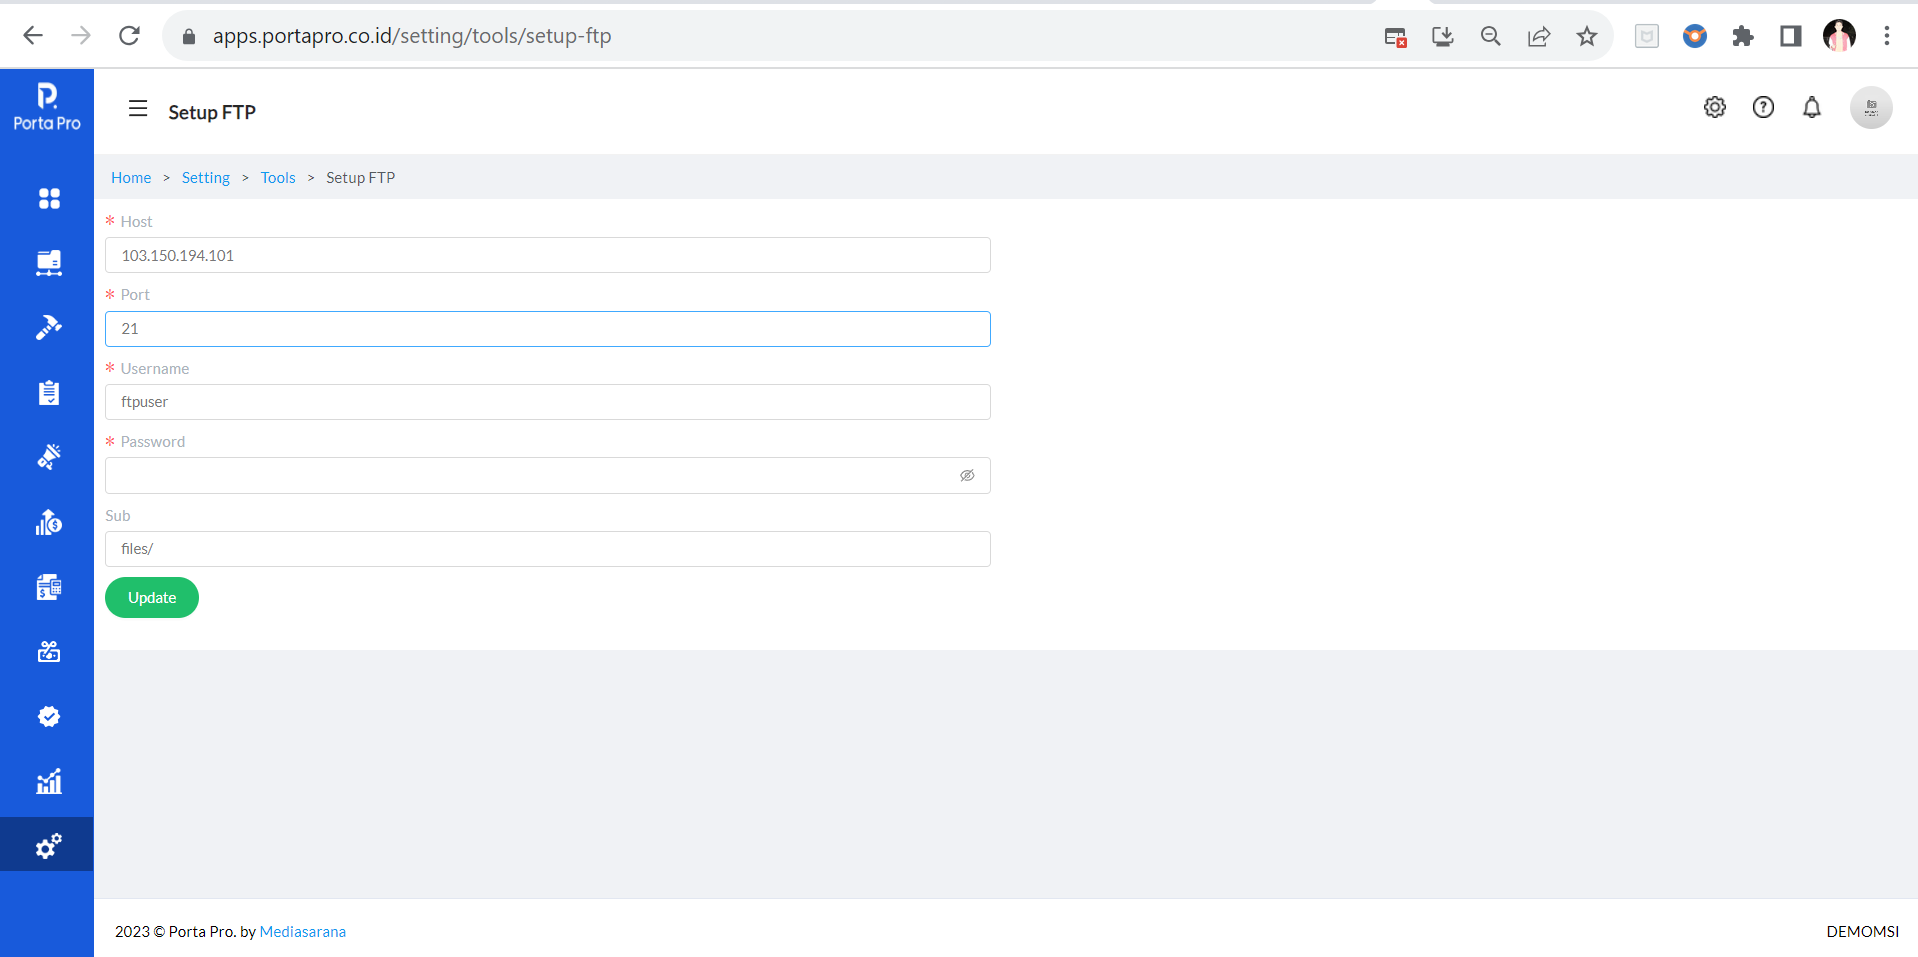 apps.portapro.co.id/setting/tools/setup-ftp
Porta Pro
Setup FTP
Home > Setting > Tools > Setup FTP
* Host
103.150.194.101
* Port
21
* Username
ftpuser
* Password
Sub
files/
Update
2023 © Porta Pro. by Mediasarana
DEMOMSI